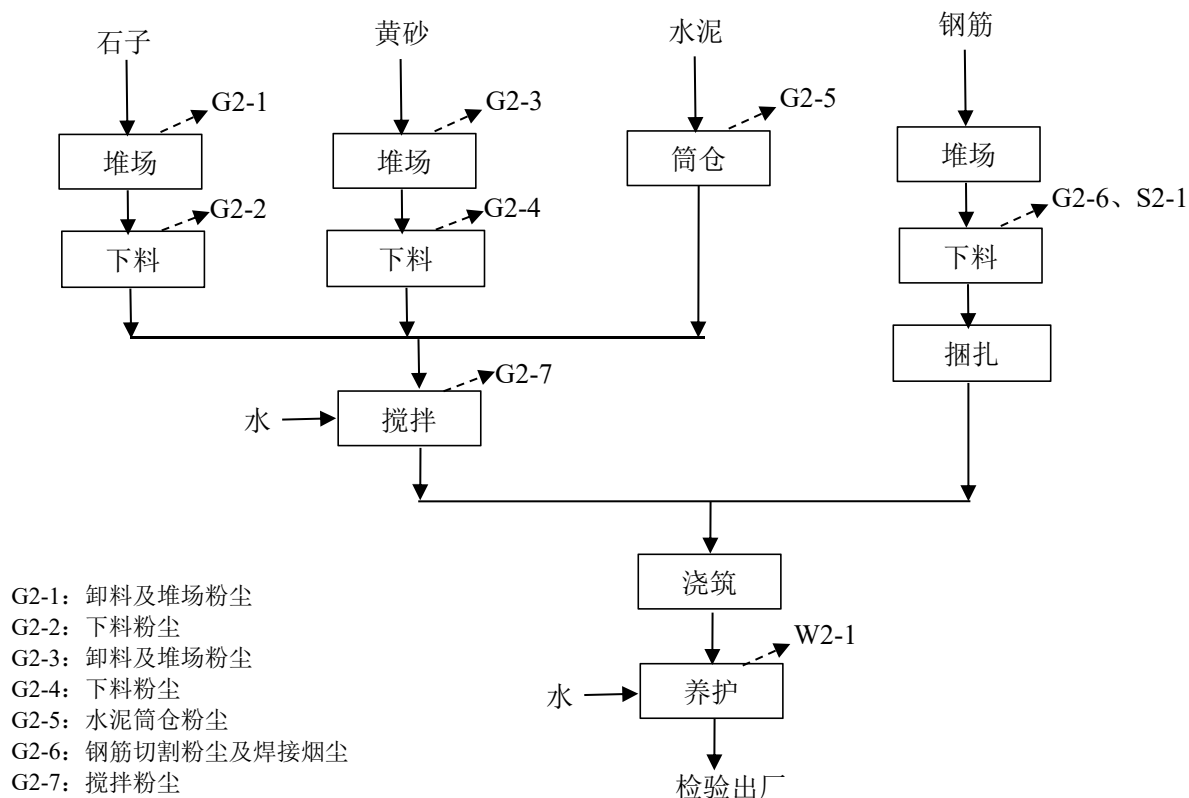 石子
黄砂
水泥
钢筋
G2-1
G2-3
G2-5
堆场
堆场
筒仓
堆场
G2-2
G2-4
G2-6、S2-1
下料
下料
下料
捆扎
G2-7
水
搅拌
浇筑
W2-1
水
养护
检验出厂
G2-1：卸料及堆场粉尘
G2-2：下料粉尘
G2-3：卸料及堆场粉尘
G2-4：下料粉尘
G2-5：水泥筒仓粉尘
G2-6：钢筋切割粉尘及焊接烟尘
G2-7：搅拌粉尘